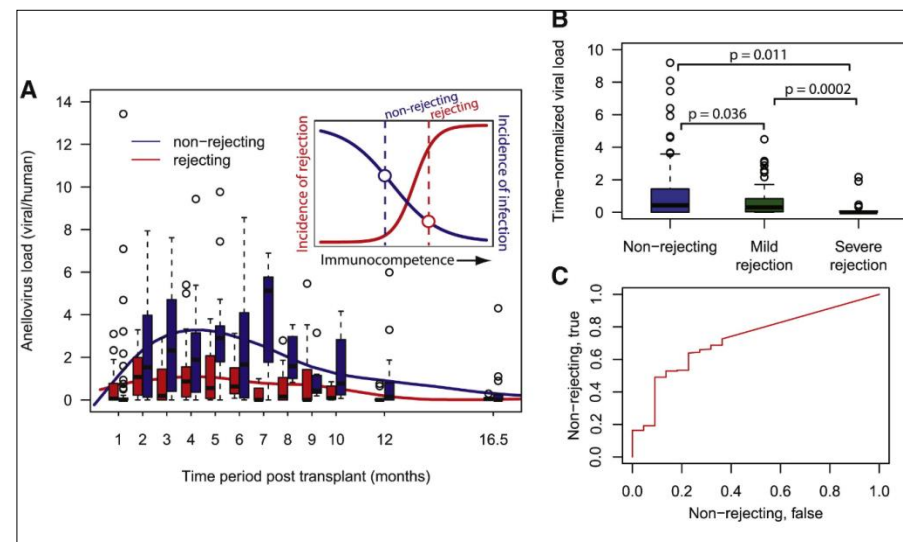 A
Anellovirus load (viral/human)
14
12
10
8
6
4
2
0
non−rejecting
rejecting
non-rejecting
rejecting
Incidence of rejection
Incidence of infection
Immunocompetence
1 2 3 4 5 6 7 8 9 10 12 16.5
Time period post transplant (months)
B
Time−normalized viral load
10
8
6
4
2
0
p = 0.011
p = 0.0002
p = 0.036
Non−rejecting Mild Severe
rejection rejection
C
Non−rejecting, true
1.0
0.8
0.6
0.4
0.2
0.0
0.0 0.2 0.4 0.6 0.8 1.0
Non−rejecting, false